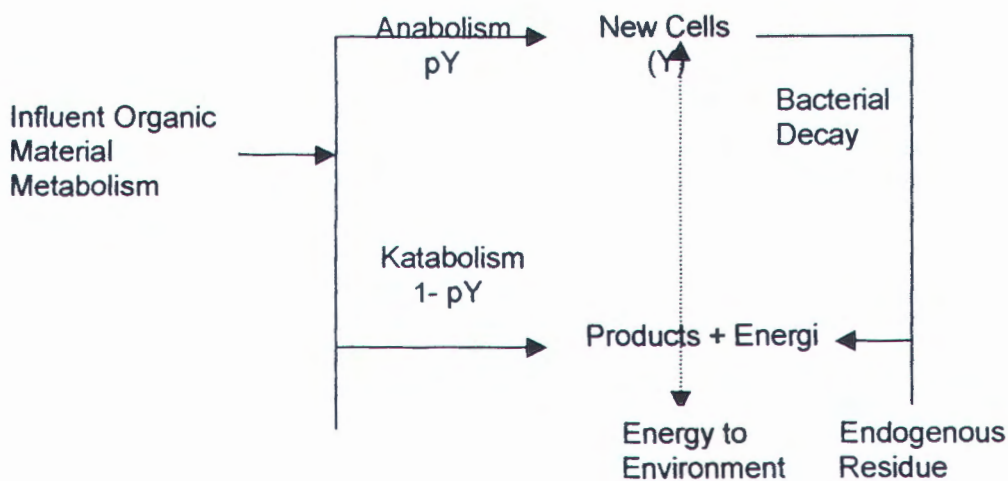 Anabolism
pY
New Cells
(Y)
Bacterial
Decay
Influent Organic
Material
Metabolism
Katabolism
1- pY
Products + Energi
Energy to
Environment
Endogenous
Residue